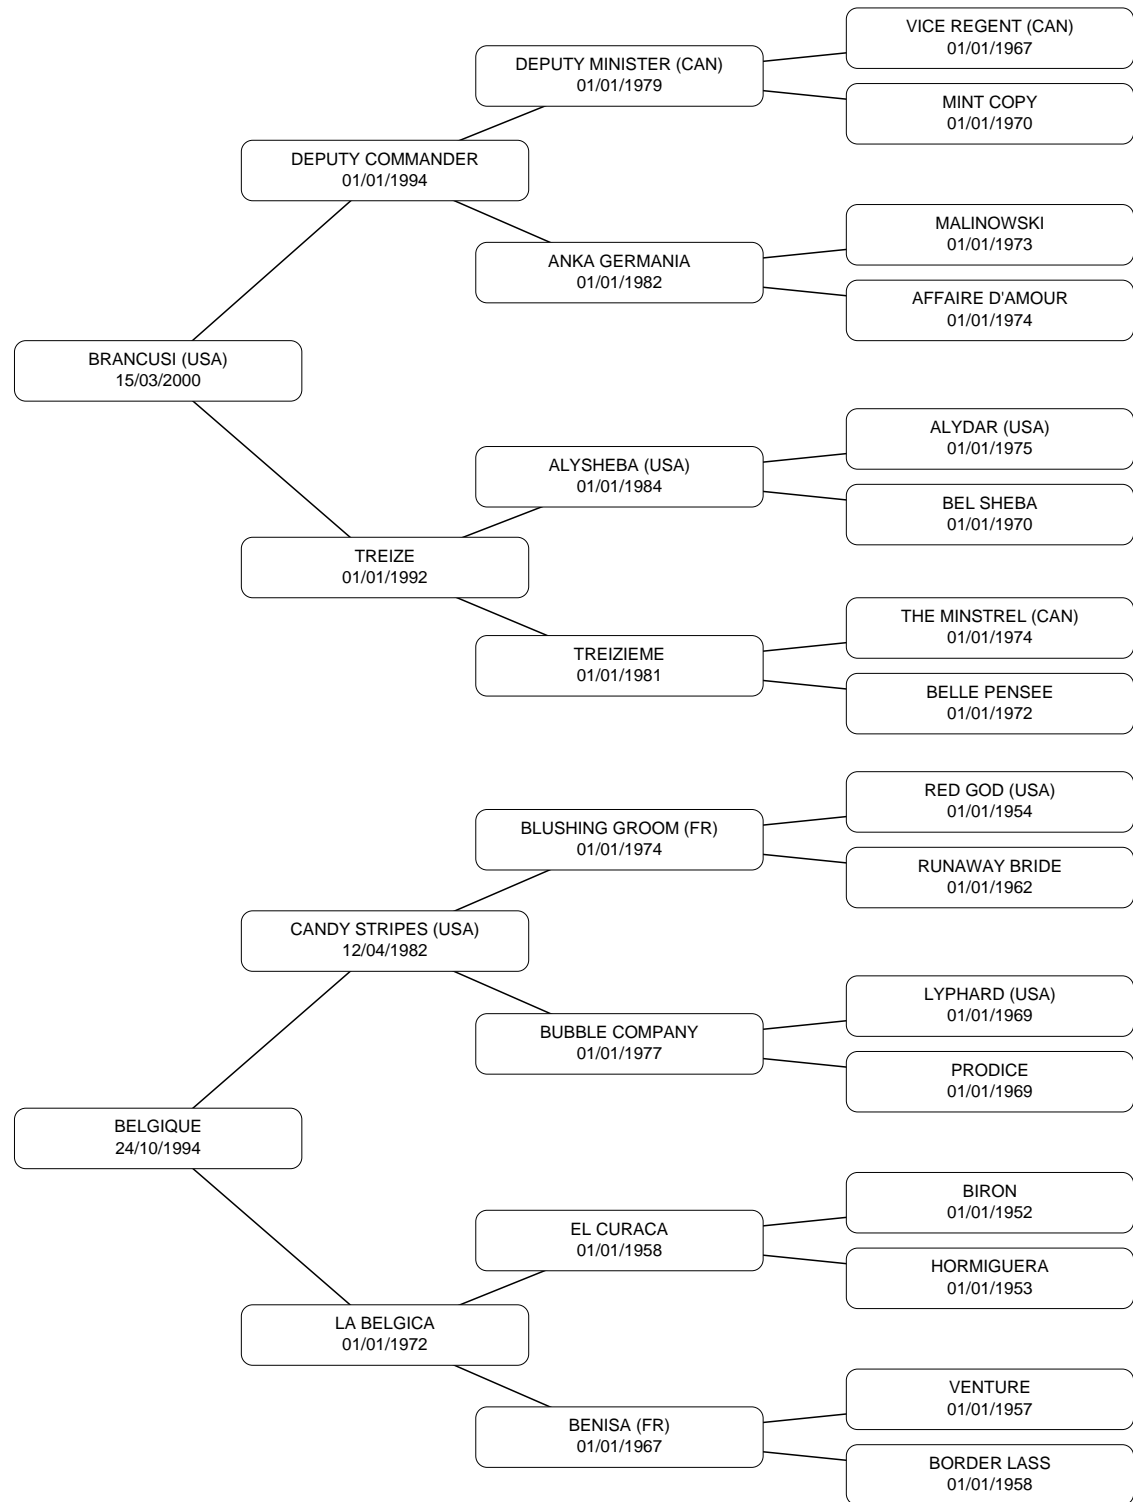 VICE REGENT (CAN)
01/01/1967
DEPUTY MINISTER (CAN)
01/01/1979
MINT COPY
01/01/1970
DEPUTY COMMANDER
01/01/1994
MALINOWSKI
01/01/1973
ANKA GERMANIA
01/01/1982
AFFAIRE D'AMOUR
01/01/1974
BRANCUSI (USA)
15/03/2000
ALYDAR (USA)
01/01/1975
ALYSHEBA (USA)
01/01/1984
BEL SHEBA
01/01/1970
TREIZE
01/01/1992
THE MINSTREL (CAN)
01/01/1974
TREIZIEME
01/01/1981
BELLE PENSEE
01/01/1972
RED GOD (USA)
01/01/1954
BLUSHING GROOM (FR)
01/01/1974
RUNAWAY BRIDE
01/01/1962
CANDY STRIPES (USA)
12/04/1982
LYPHARD (USA)
01/01/1969
BUBBLE COMPANY
01/01/1977
PRODICE
01/01/1969
BELGIQUE
24/10/1994
BIRON
01/01/1952
EL CURACA
01/01/1958
HORMIGUERA
01/01/1953
LA BELGICA
01/01/1972
VENTURE
01/01/1957
BENISA (FR)
01/01/1967
BORDER LASS
01/01/1958